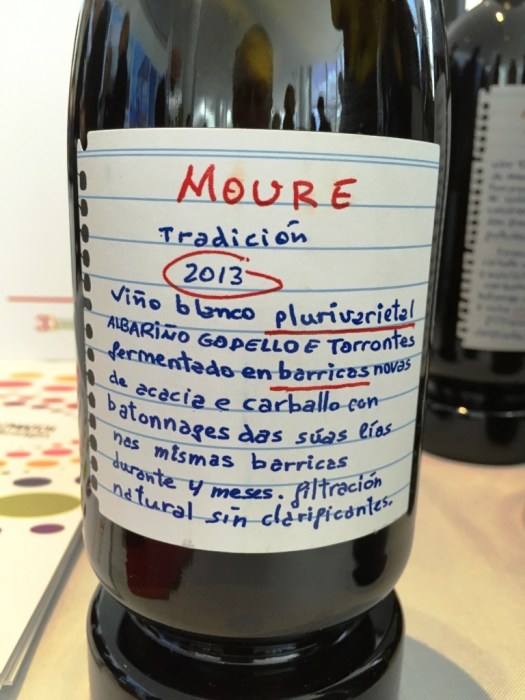 MOURE
Tradición
2013
viño blanco plurivarietal
ALBARIÑO GODELLO E Torrontes
fermentado en barricas novas
de acacia e carballo con
batonnages das súas lías
nas mismas barricas
durante 4 meses. filtración
natural sin clarificantes.